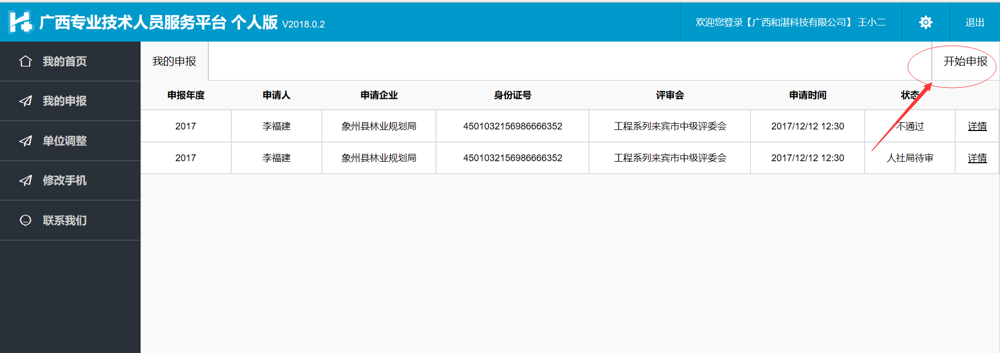 广西专业技术人员服务平台 个人版 V2018.0.2
欢迎您登录【广西和湛科技有限公司】 王小二
退出
我的首页
我的申报
单位调整
修改手机
联系我们
我的申报
开始申报
申报年度 申请人 申请企业 身份证号 评审会 申请时间 状态
2017 李福建 象州县林业规划局 4501032156986666352 工程系列来宾市中级评委会 2017/12/12 12:30 不通过 详情
2017 李福建 象州县林业规划局 4501032156986666352 工程系列来宾市中级评委会 2017/12/12 12:30 人社局待审 详情